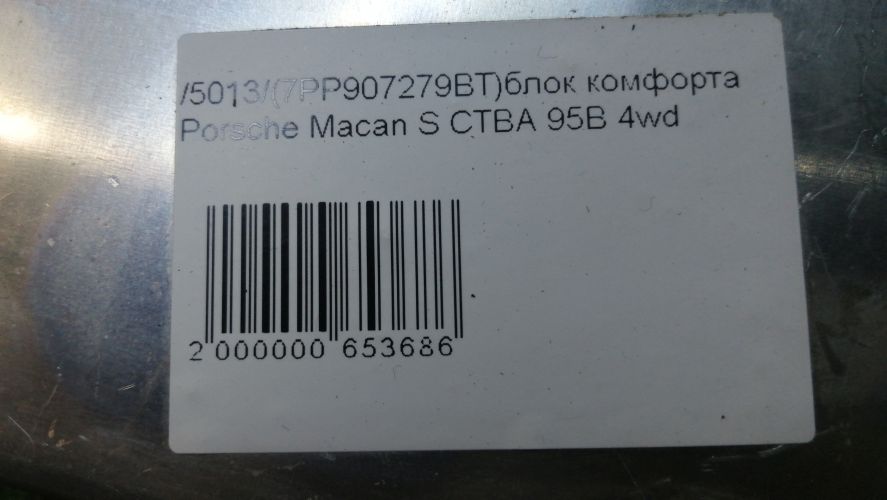 /5013/(7PP907279BT)блок комфорта
Porsche Macan S CTBA 95B 4wd
2 000000 653686